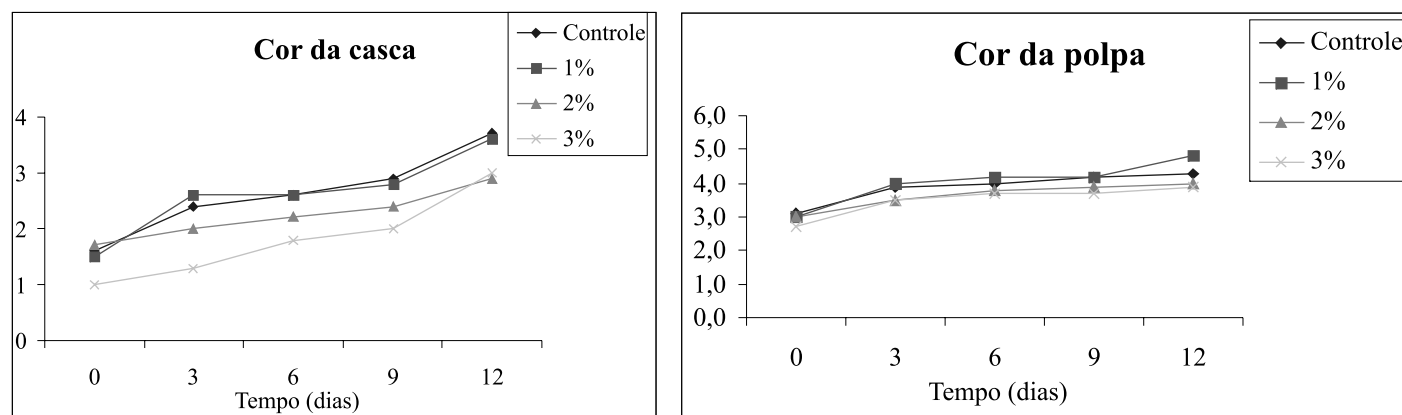 Cor da casca
Controle
1%
2%
3%
4
3
2
1
0
0 3 6 9 12
Tempo (dias)
Cor da polpa
Controle
1%
2%
3%
6,0
5,0
4,0
3,0
2,0
1,0
0,0
0 3 6 9 12
Tempo (dias)